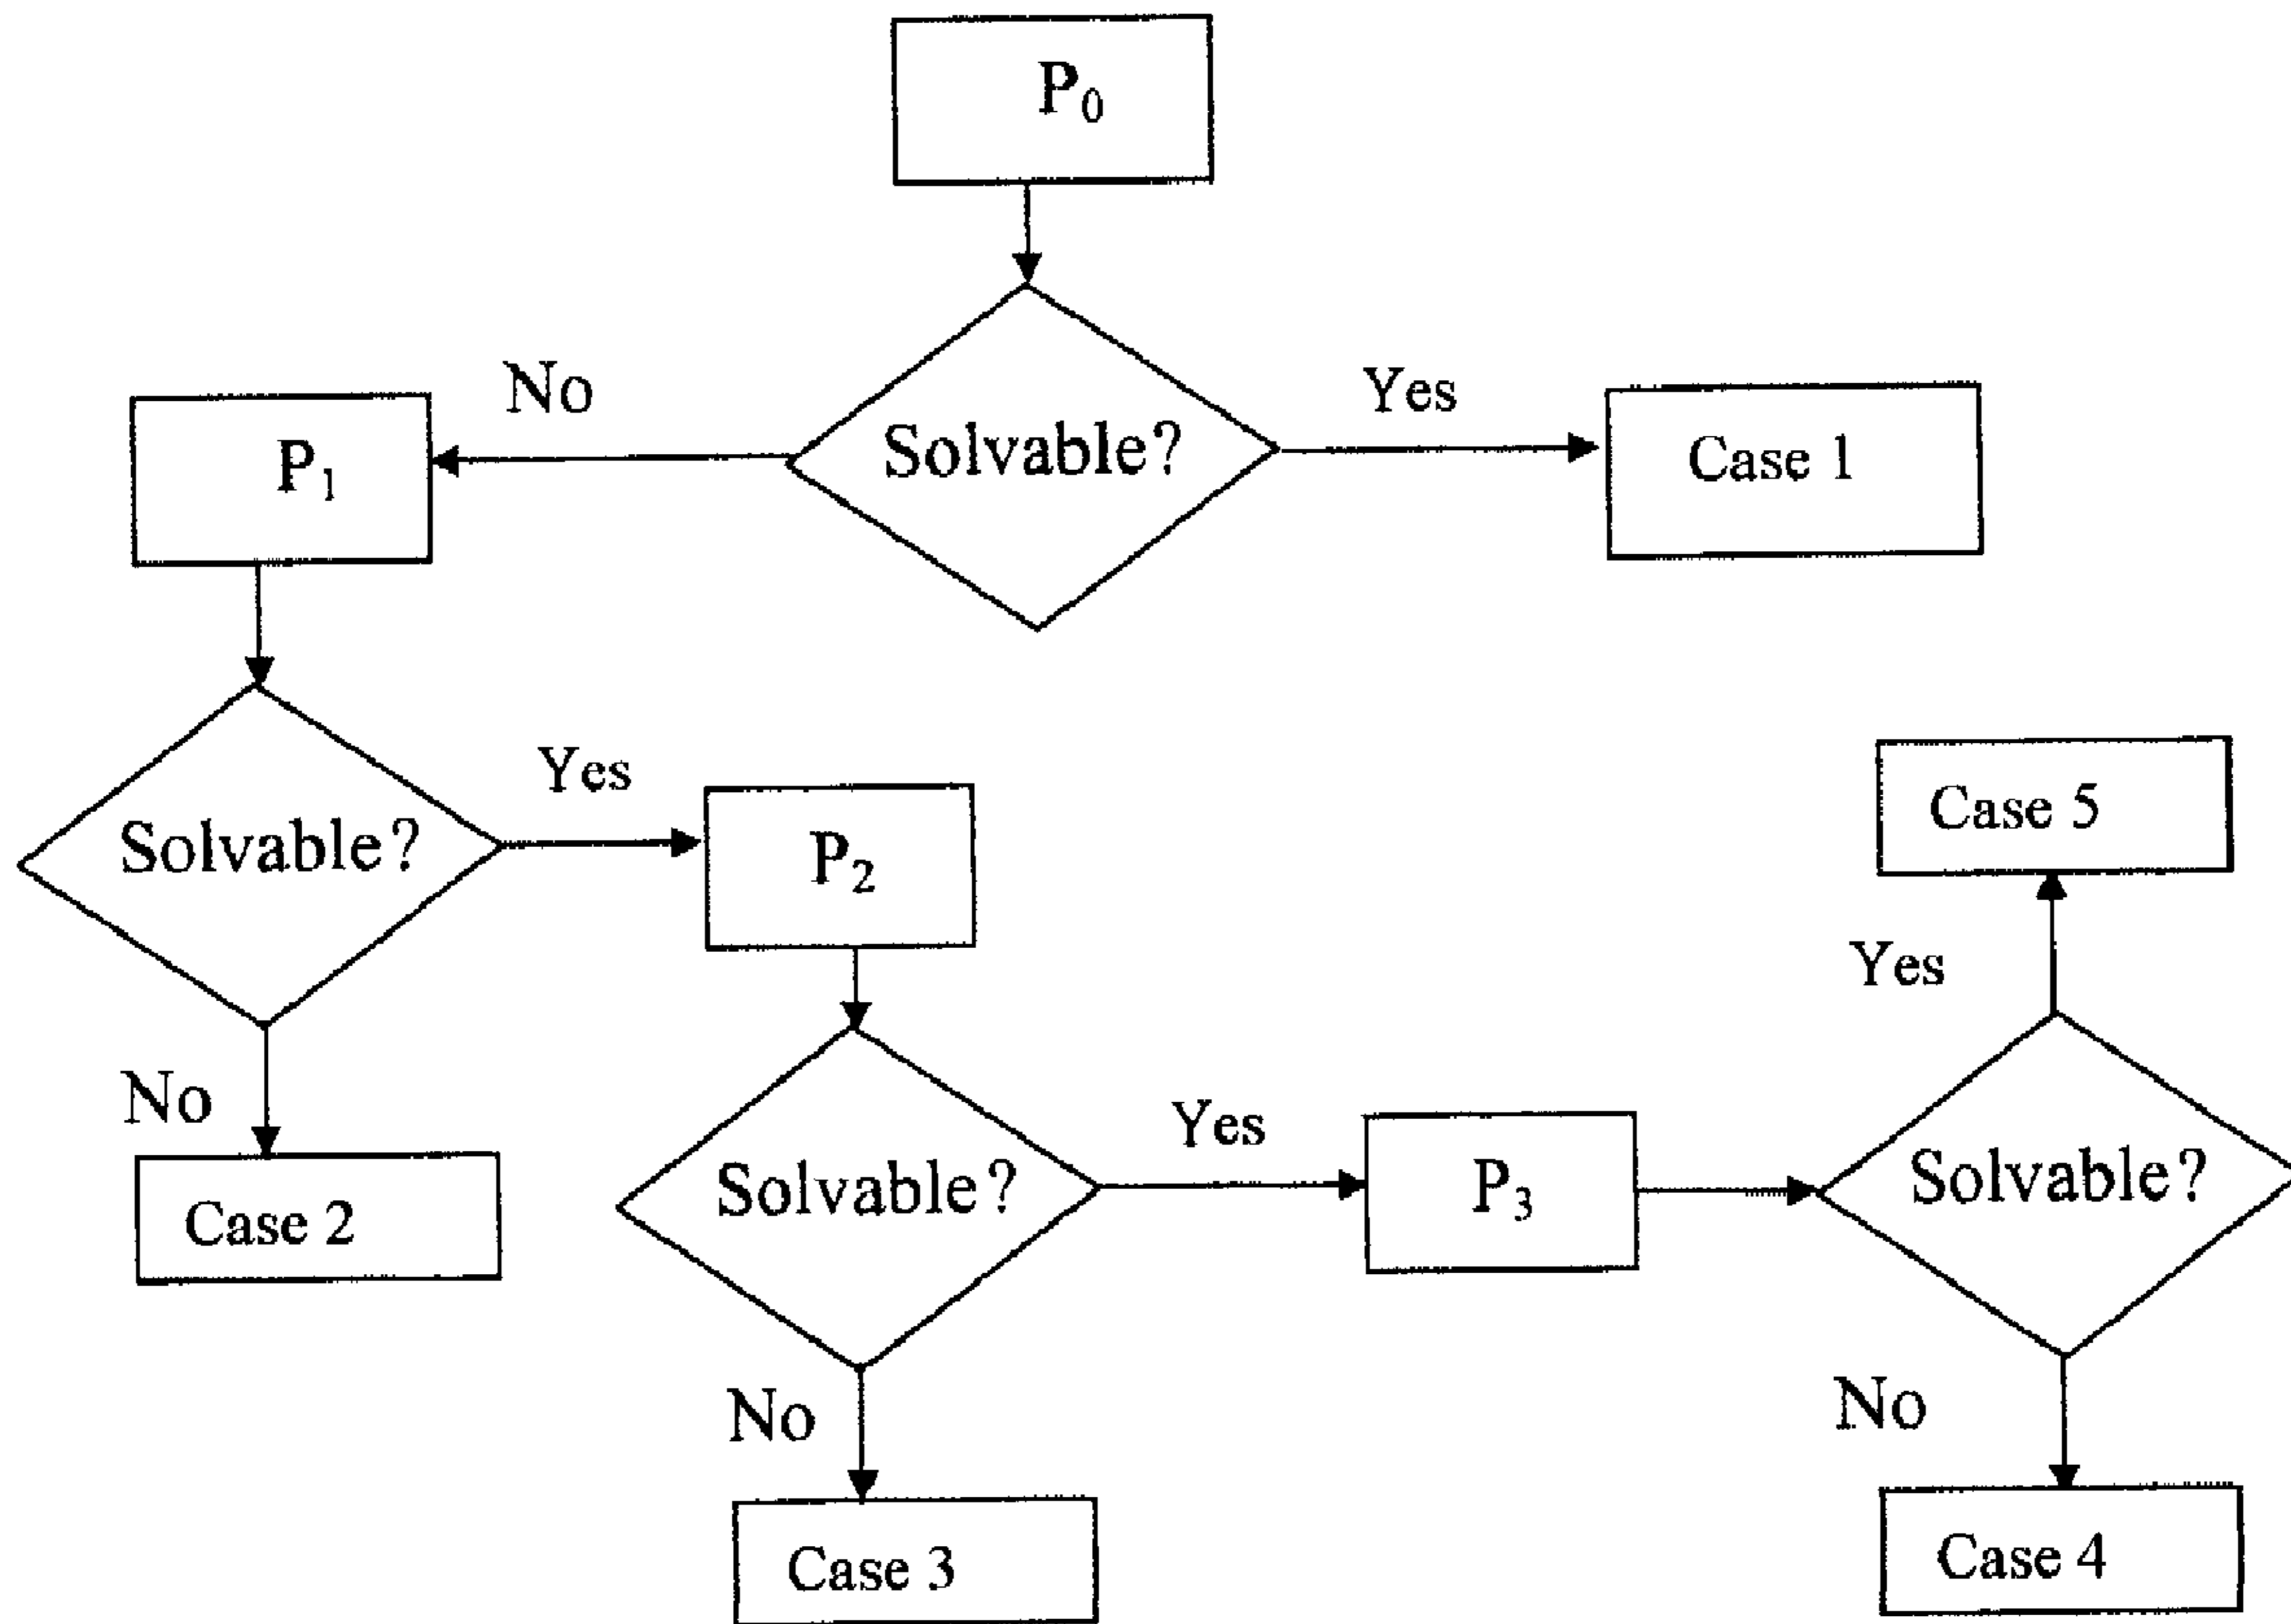 P₀
No
Yes
P₁
Solvable?
Case 1
Yes
Solvable?
P₂
Case 5
Yes
No
Yes
Case 2
Solvable?
P₃
Solvable?
No
No
Case 3
Case 4